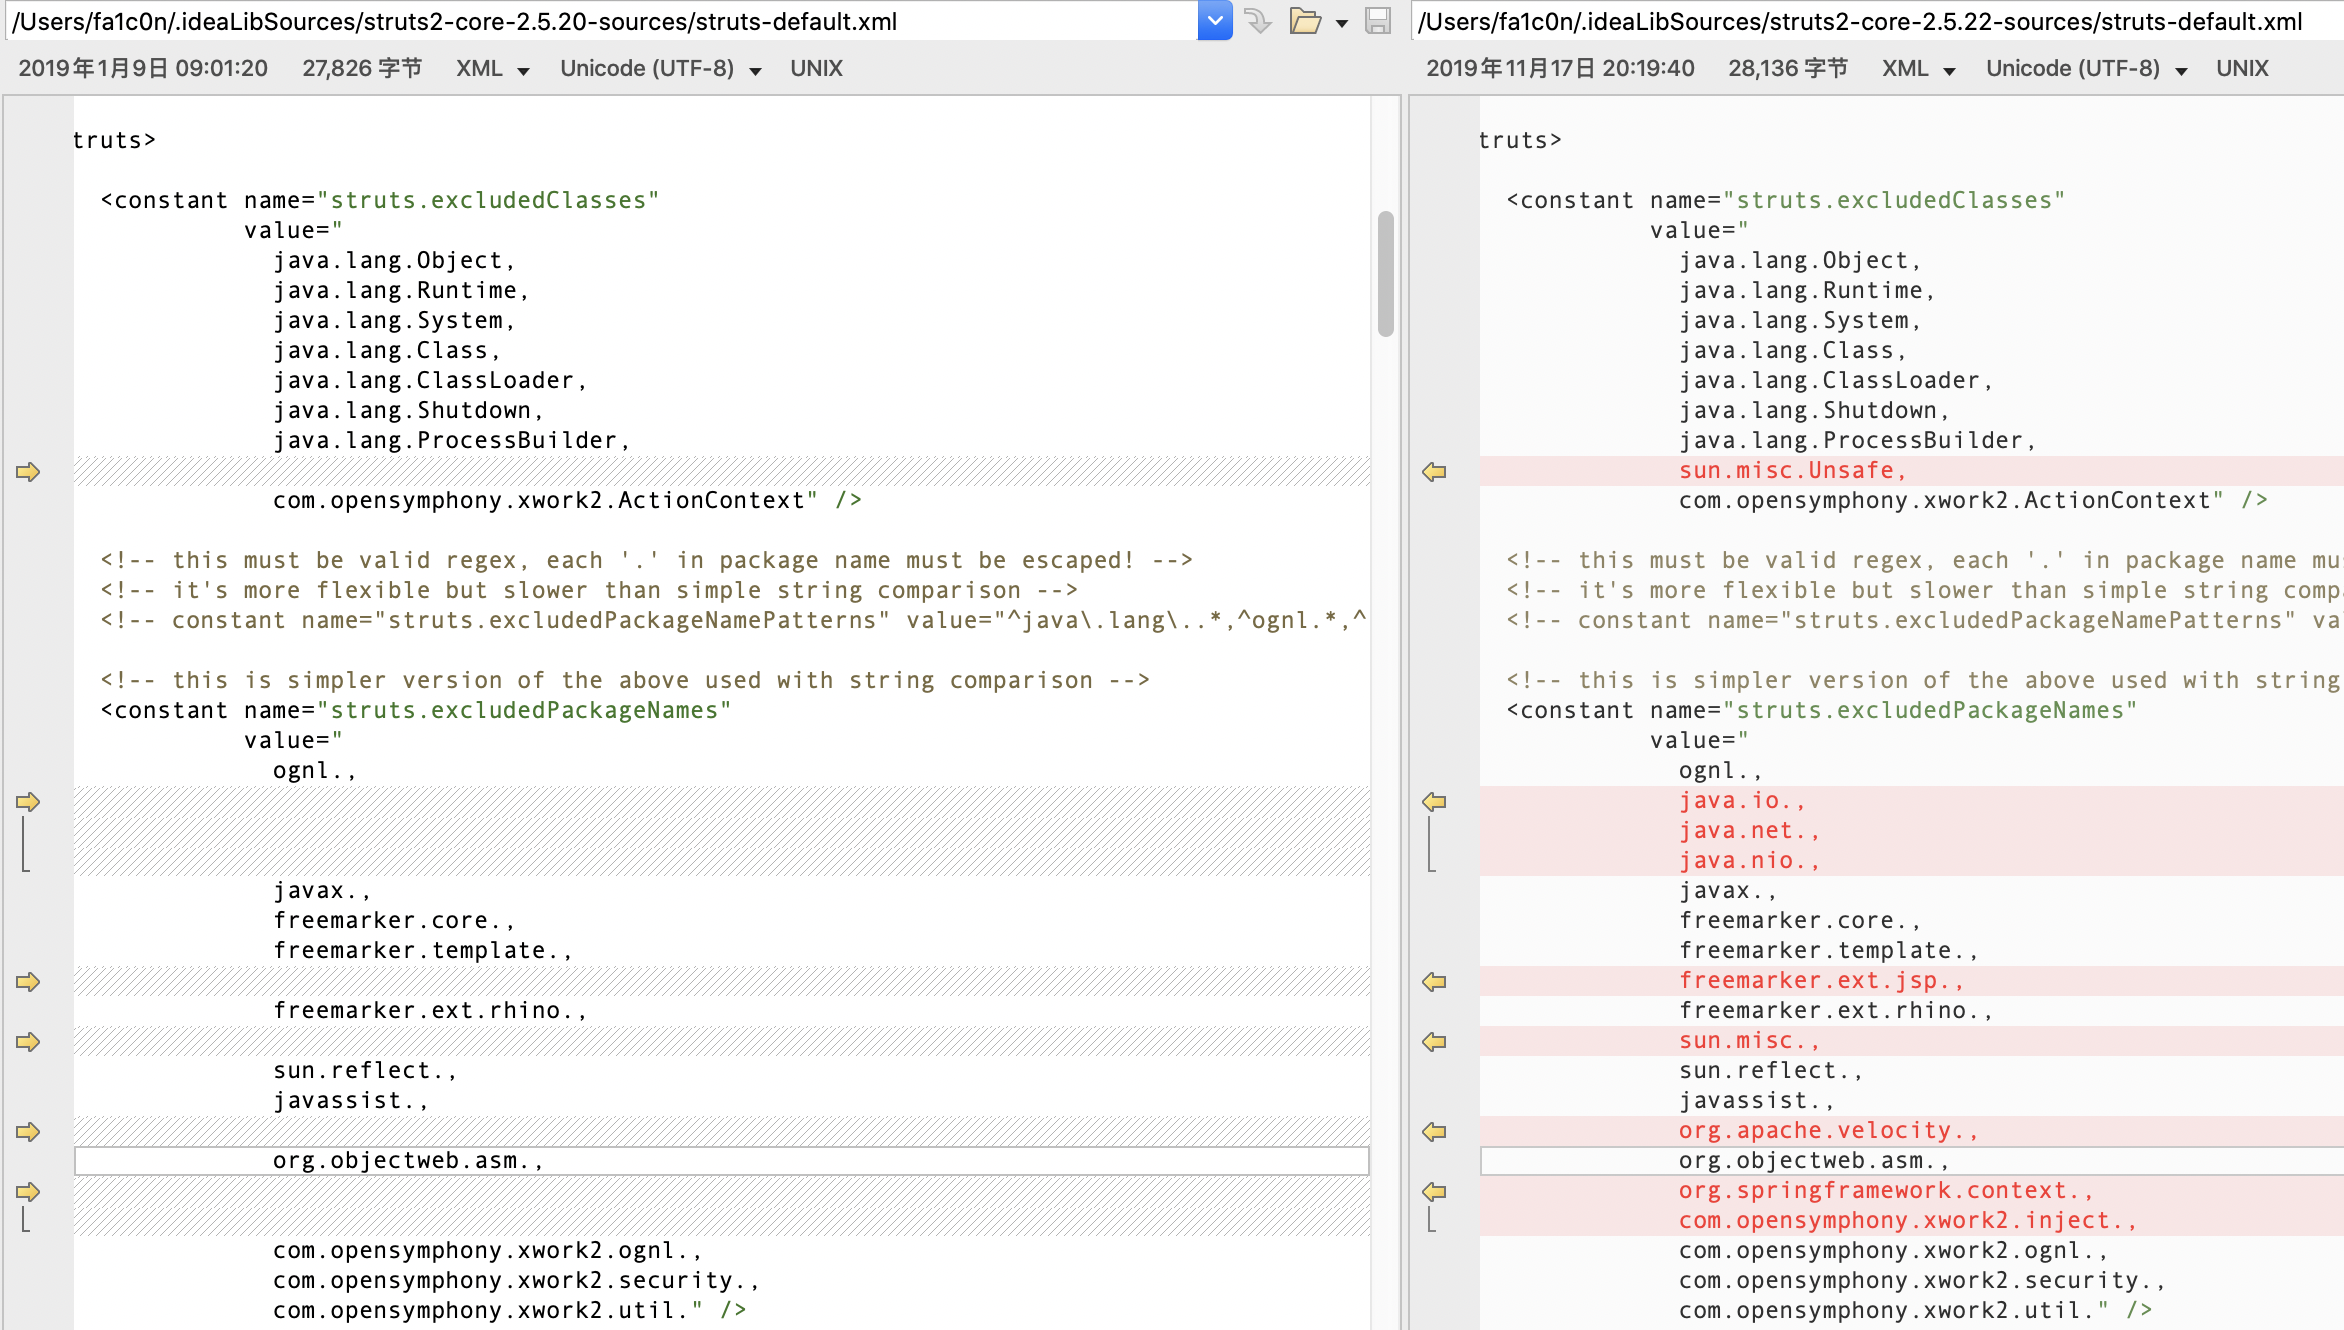 /Users/fa1c0n/.ideaLibSources/struts2-core-2.5.20-sources/struts-default.xml
2019年1月9日 09:01:20 27,826 字节 XML Unicode (UTF-8) UNIX
truts>
<constant name="struts.excludedClasses"
value="
java.lang.Object,
java.lang.Runtime,
java.lang.System,
java.lang.Class,
java.lang.ClassLoader,
java.lang.Shutdown,
java.lang.ProcessBuilder,
com.opensymphony.xwork2.ActionContext" />
<!-- this must be valid regex, each '.' in package name must be escaped! -->
<!-- it's more flexible but slower than simple string comparison -->
<!-- constant name="struts.excludedPackageNamePatterns" value="^java\.lang\..*,^ognl.*,^
<!-- this is simpler version of the above used with string comparison -->
<constant name="struts.excludedPackageNames"
value="
ognl.,
javax.,
freemarker.core.,
freemarker.template.,
freemarker.ext.rhino.,
sun.reflect.,
javassist.,
org.objectweb.asm.,
com.opensymphony.xwork2.ognl.,
com.opensymphony.xwork2.security.,
com.opensymphony.xwork2.util." />
/Users/fa1c0n/.ideaLibSources/struts2-core-2.5.22-sources/struts-default.xml
2019年11月17日 20:19:40 28,136 字节 XML Unicode (UTF-8) UNIX
truts>
<constant name="struts.excludedClasses"
value="
java.lang.Object,
java.lang.Runtime,
java.lang.System,
java.lang.Class,
java.lang.ClassLoader,
java.lang.Shutdown,
java.lang.ProcessBuilder,
sun.misc.Unsafe,
com.opensymphony.xwork2.ActionContext" />
<!-- this must be valid regex, each '.' in package name mu
<!-- it's more flexible but slower than simple string comp
<!-- constant name="struts.excludedPackageNamePatterns" va
<!-- this is simpler version of the above used with string
<constant name="struts.excludedPackageNames"
value="
ognl.,
java.io.,
java.net.,
java.nio.,
javax.,
freemarker.core.,
freemarker.template.,
freemarker.ext.jsp.,
freemarker.ext.rhino.,
sun.misc.,
sun.reflect.,
javassist.,
org.apache.velocity.,
org.objectweb.asm.,
org.springframework.context.,
com.opensymphony.xwork2.inject.,
com.opensymphony.xwork2.ognl.,
com.opensymphony.xwork2.security.,
com.opensymphony.xwork2.util." />